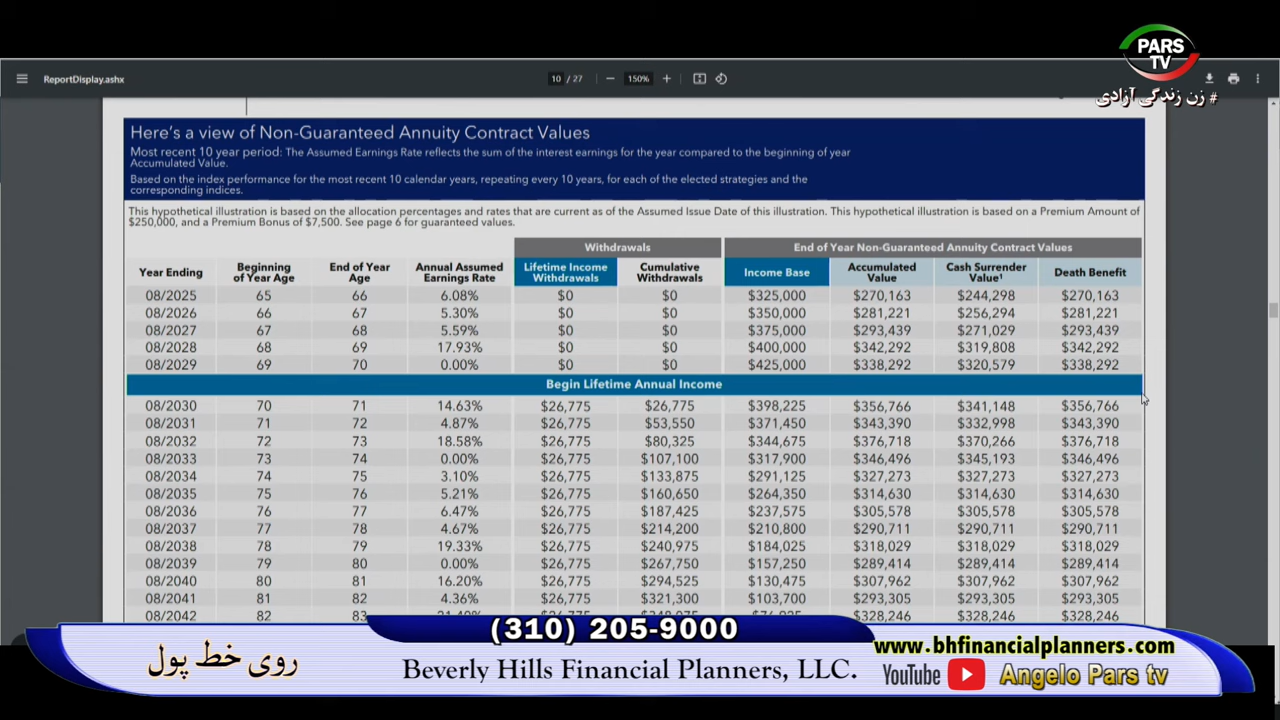 PARS
TV
# زن زندگی آزادی
ReportDisplay.ashx
10 / 27
150%
Here's a view of Non-Guaranteed Annuity Contract Values
Most recent 10 year period: The Assumed Earnings Rate reflects the sum of the interest earnings for the year compared to the beginning of year
Accumulated Value.
Based on the index performance for the most recent 10 calendar years, repeating every 10 years, for each of the elected strategies and the
corresponding indices.
This hypothetical illustration is based on the allocation percentages and rates that are current as of the Assumed Issue Date of this illustration. This hypothetical illustration is based on a Premium Amount of
$250,000, and a Premium Bonus of $7,500. See page 6 for guaranteed values.
Withdrawals End of Year Non-Guaranteed Annuity Contract Values
Year Ending Beginning of Year Age End of Year Age Annual Assumed Earnings Rate Lifetime Income Withdrawals Cumulative Withdrawals Income Base Accumulated Value Cash Surrender Value¹ Death Benefit
08/2025 65 66 6.08% $0 $0 $325,000 $270,163 $244,298 $270,163
08/2026 66 67 5.30% $0 $0 $350,000 $281,221 $256,294 $281,221
08/2027 67 68 5.59% $0 $0 $375,000 $293,439 $271,029 $293,439
08/2028 68 69 17.93% $0 $0 $400,000 $342,292 $319,808 $342,292
08/2029 69 70 0.00% $0 $0 $425,000 $338,292 $320,579 $338,292
Begin Lifetime Annual Income
08/2030 70 71 14.63% $26,775 $26,775 $398,225 $356,766 $341,148 $356,766
08/2031 71 72 4.87% $26,775 $53,550 $371,450 $343,390 $332,998 $343,390
08/2032 72 73 18.58% $26,775 $80,325 $344,675 $376,718 $370,266 $376,718
08/2033 73 74 0.00% $26,775 $107,100 $317,900 $346,496 $345,193 $346,496
08/2034 74 75 3.10% $26,775 $133,875 $291,125 $327,273 $327,273 $327,273
08/2035 75 76 5.21% $26,775 $160,650 $264,350 $314,630 $314,630 $314,630
08/2036 76 77 6.47% $26,775 $187,425 $237,575 $305,578 $305,578 $305,578
08/2037 77 78 4.67% $26,775 $214,200 $210,800 $290,711 $290,711 $290,711
08/2038 78 79 19.33% $26,775 $240,975 $184,025 $318,029 $318,029 $318,029
08/2039 79 80 0.00% $26,775 $267,750 $157,250 $289,414 $289,414 $289,414
08/2040 80 81 16.20% $26,775 $294,525 $130,475 $307,962 $307,962 $307,962
08/2041 81 82 4.36% $26,775 $321,300 $103,700 $293,305 $293,305 $293,305
08/2042 82 83 $328,246 $328,246 $328,246
(310) 205-9000
روی خط پول
Beverly Hills Financial Planners, LLC.
www.bhfinancialplanners.com
YouTube Angelo Pars tv